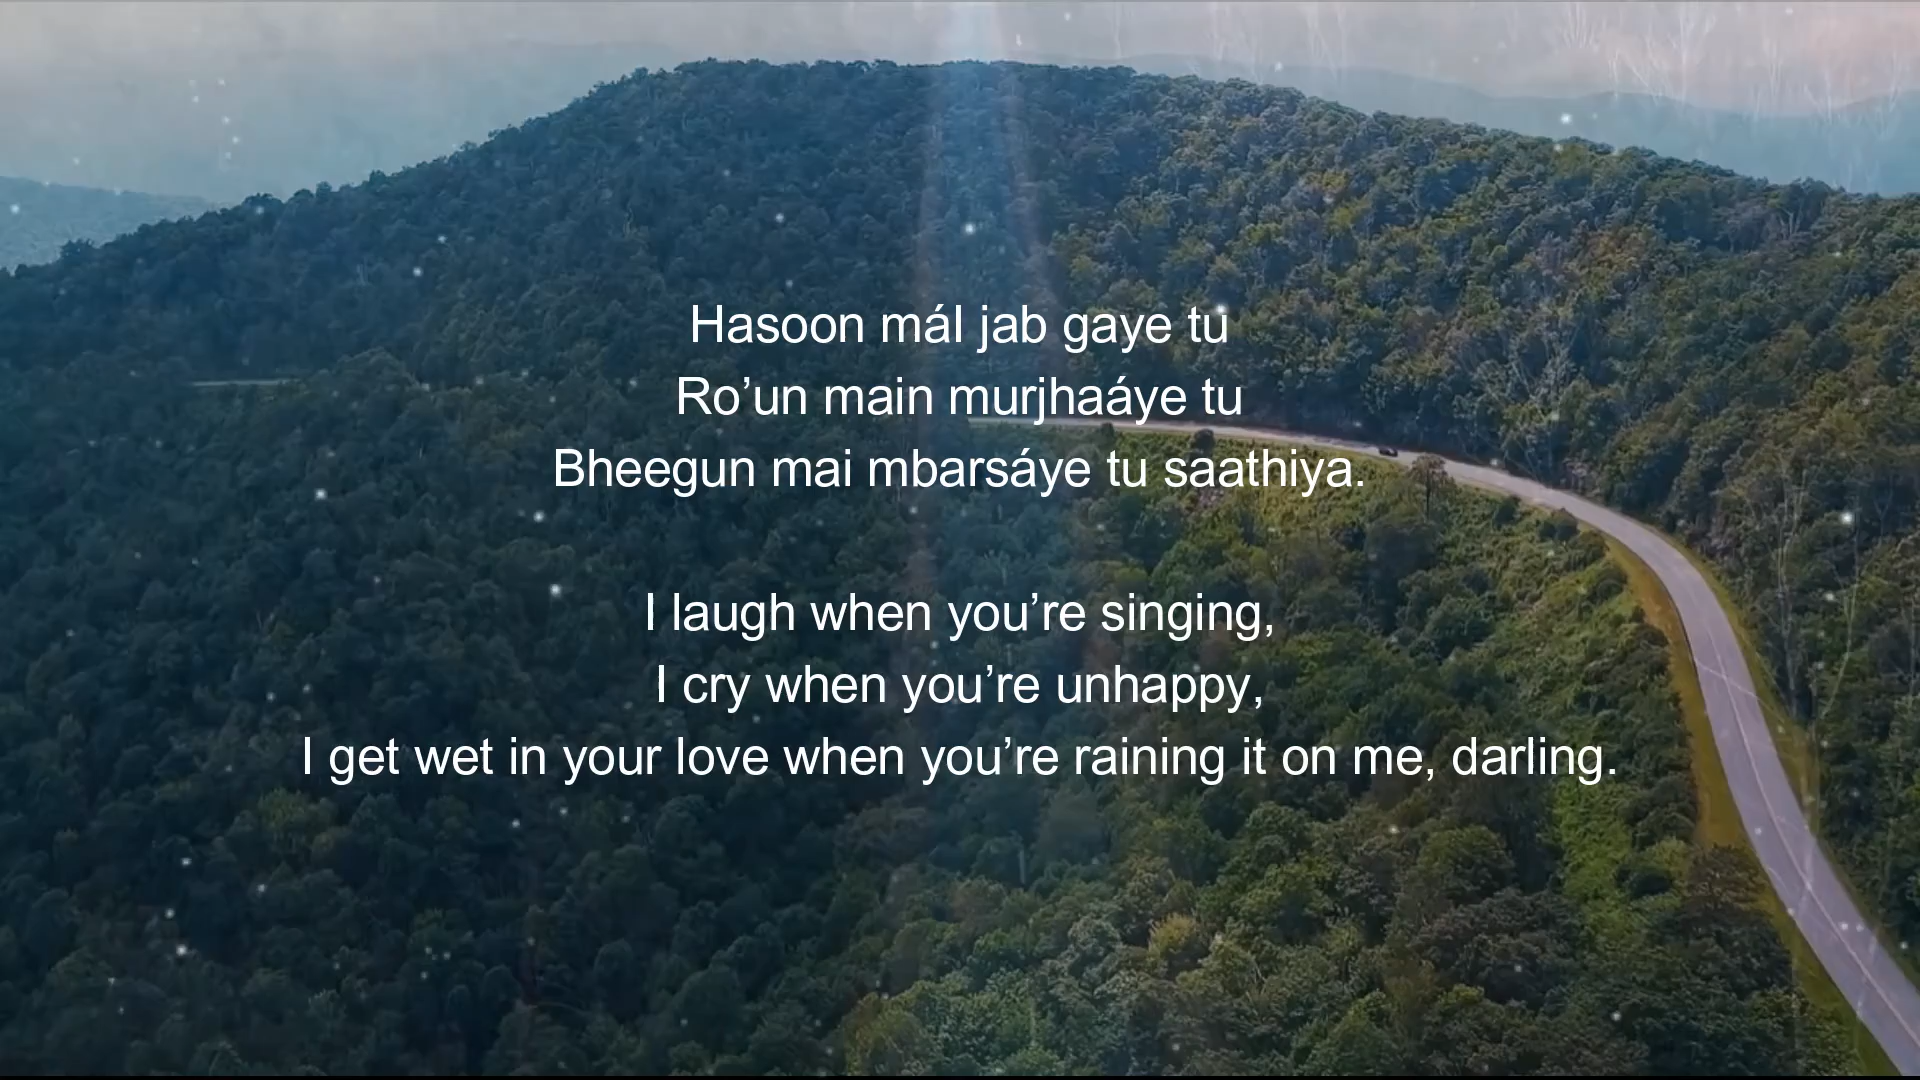 Hasoon mál jab gaye tu
Ro’un main murjhaáye tu
Bheegun mai mbarsáye tu saathiya.
I laugh when you’re singing,
I cry when you’re unhappy,
I get wet in your love when you’re raining it on me, darling.